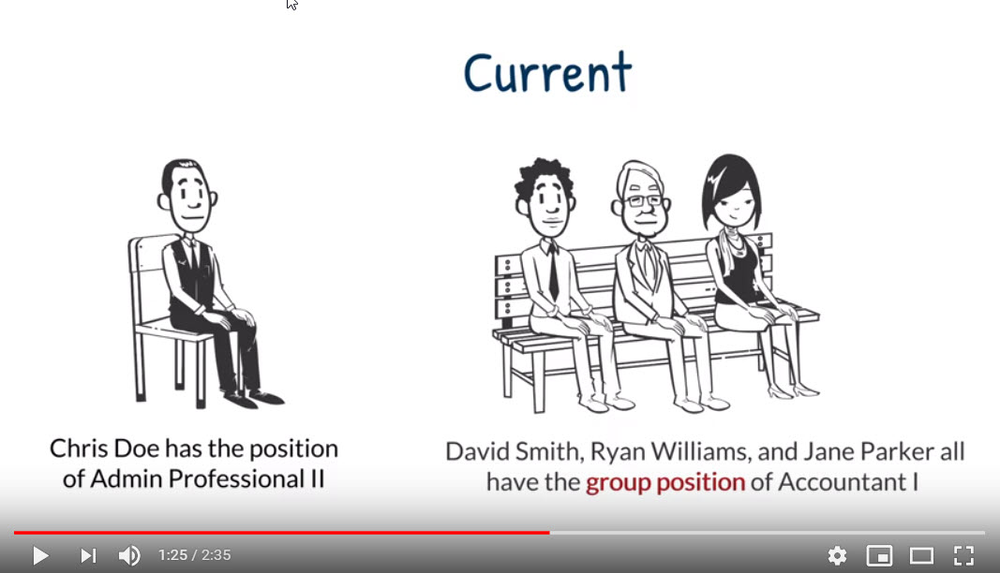 Current
Chris Doe has the position
of Admin Professional II
David Smith, Ryan Williams, and Jane Parker all
have the group position of Accountant I
1:25 / 2:35